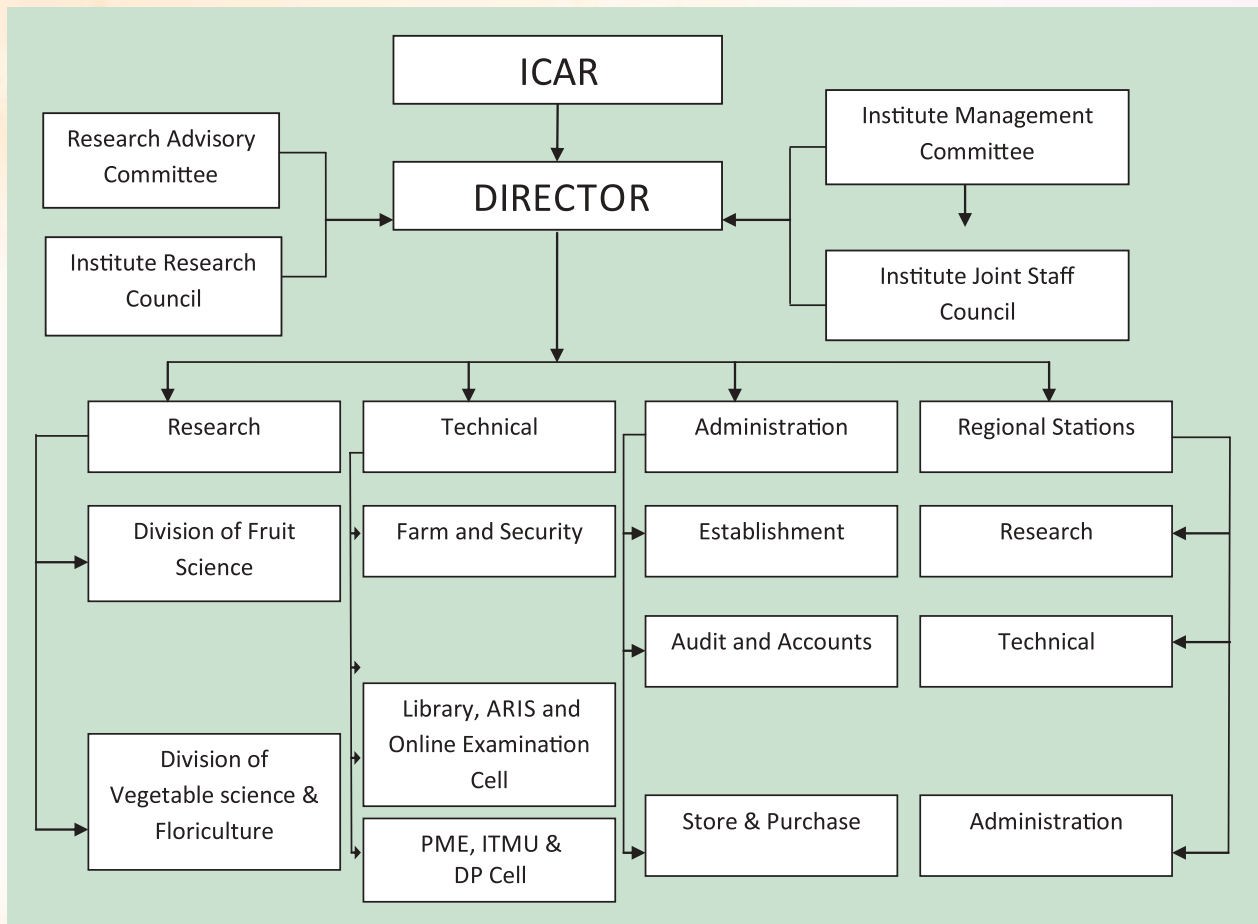 ICAR
Research Advisory
Committee
Institute Management
Committee
DIRECTOR
Institute Research
Council
Institute Joint Staff
Council
Research
Technical
Administration
Regional Stations
Division of Fruit
Science
Farm and Security
Establishment
Research
Audit and Accounts
Technical
Division of
Vegetable science &
Floriculture
Library, ARIS and
Online Examination
Cell
Store & Purchase
Administration
PME, ITMU &
DP Cell